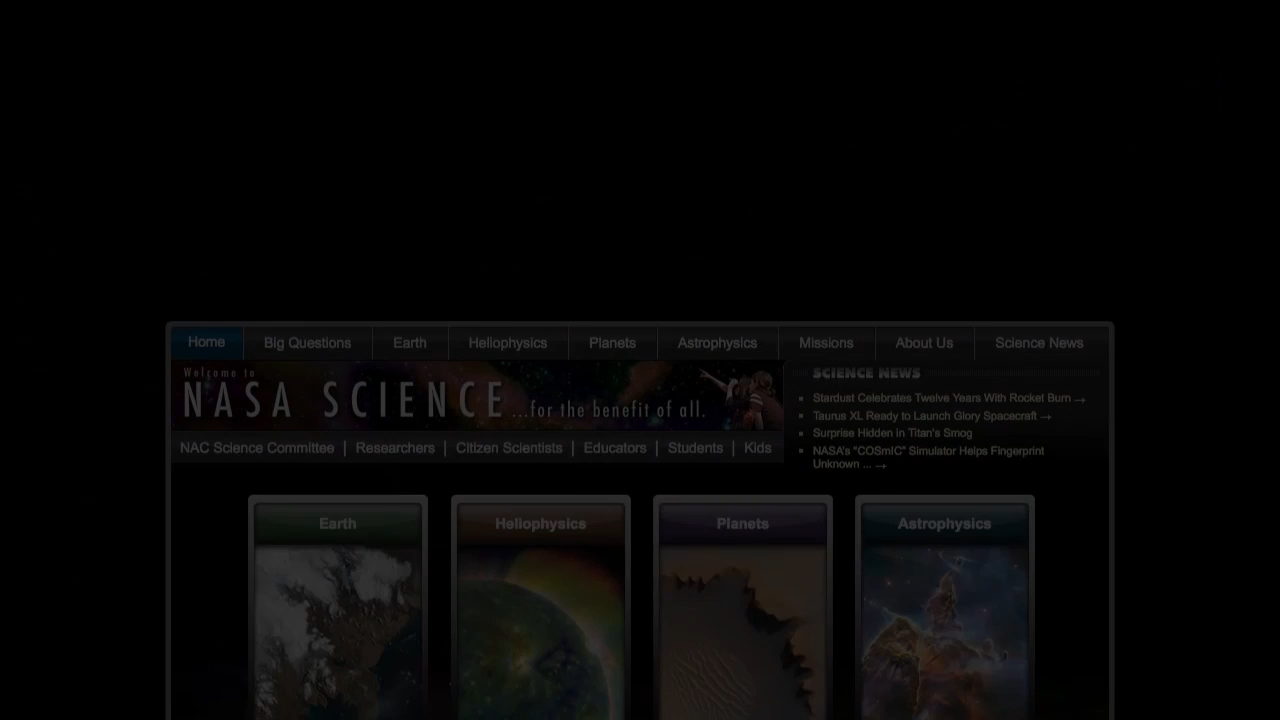 Home Big Questions Earth Heliophysics Planets Astrophysics Missions About Us Science News
Welcome to
NASA SCIENCE ...for the benefit of all.
NAC Science Committee | Researchers | Citizen Scientists | Educators | Students | Kids
SCIENCE NEWS
Stardust Celebrates Twelve Years With Rocket Burn →
Taurus XL Ready to Launch Glory Spacecraft →
Surprise Hidden in Titan's Smog
NASA's "COSmIC" Simulator Helps Fingerprint
Unknown ... →
Earth Heliophysics Planets Astrophysics